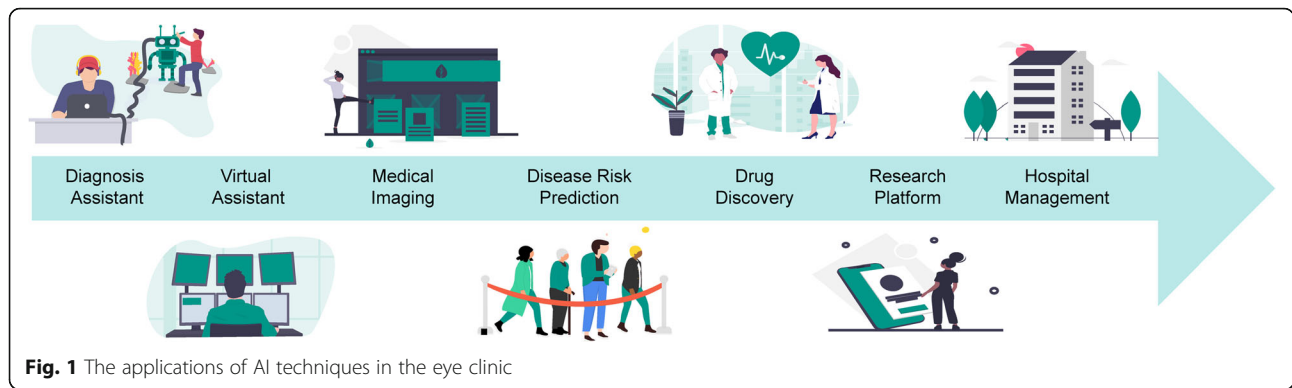 Diagnosis
Assistant
Virtual
Assistant
Medical
Imaging
Disease Risk
Prediction
Drug
Discovery
Research
Platform
Hospital
Management
Fig. 1 The applications of AI techniques in the eye clinic